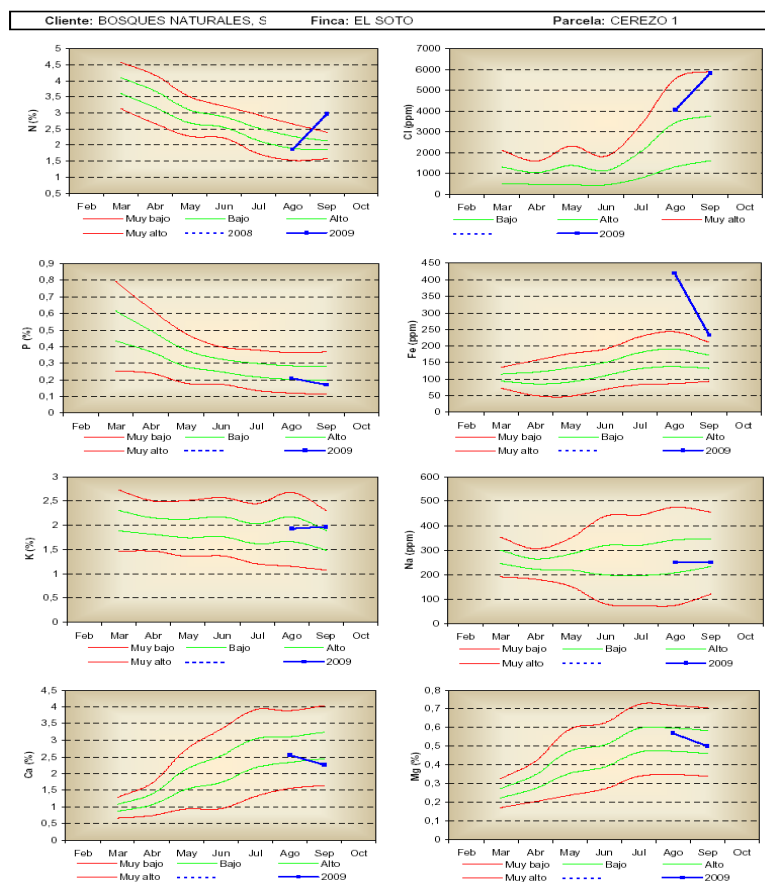 Cliente: BOSQUES NATURALES, S Finca: EL SOTO Parcela: CEREZO 1
N (%)
5
4,5
4
3,5
3
2,5
2
1,5
1
0,5
Feb Mar Abr May Jun Jul Ago Sep Oct
Muy bajo Bajo Alto
Muy alto 2008 2009
Cl (ppm)
7000
6000
5000
4000
3000
2000
1000
0
Feb Mar Abr May Jun Jul Ago Sep Oct
Bajo Alto Muy alto
2009
P (%)
0,9
0,8
0,7
0,6
0,5
0,4
0,3
0,2
0,1
0
Feb Mar Abr May Jun Jul Ago Sep Oct
Muy bajo Bajo Alto
Muy alto 2009
Fe (ppm)
450
400
350
300
250
200
150
100
50
0
Feb Mar Abr May Jun Jul Ago Sep Oct
Muy bajo Bajo Alto
Muy alto 2009
K (%)
3
2,5
2
1,5
1
0,5
0
Feb Mar Abr May Jun Jul Ago Sep Oct
Muy bajo Bajo Alto
Muy alto 2009
Na (ppm)
600
500
400
300
200
100
0
Feb Mar Abr May Jun Jul Ago Sep Oct
Muy bajo Bajo Alto
Muy alto 2009
Ca (%)
4,5
4
3,5
3
2,5
2
1,5
1
0,5
0
Feb Mar Abr May Jun Jul Ago Sep Oct
Muy bajo Bajo Alto
Muy alto 2009
Mg (%)
0,8
0,7
0,6
0,5
0,4
0,3
0,2
0,1
0
Feb Mar Abr May Jun Jul Ago Sep Oct
Muy bajo Bajo Alto
Muy alto 2009